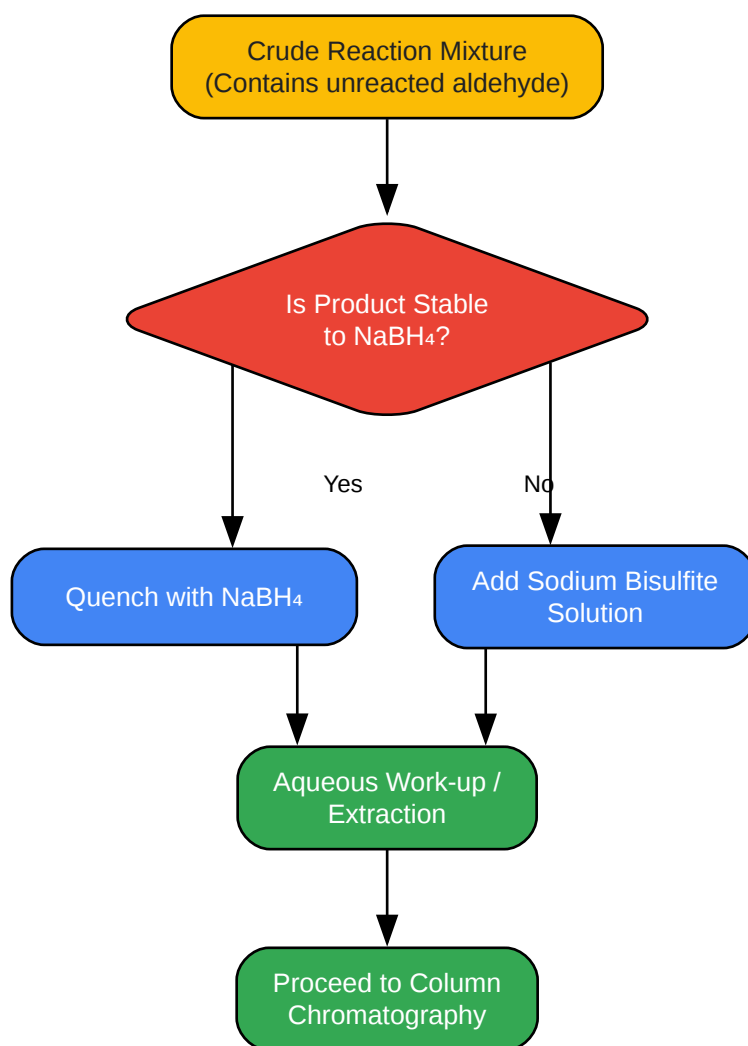 Crude Reaction Mixture
(Contains unreacted aldehyde)
Is Product Stable
to NaBH₄?
Yes
No
Quench with NaBH₄
Add Sodium Bisulfite
Solution
Aqueous Work-up /
Extraction
Proceed to Column
Chromatography